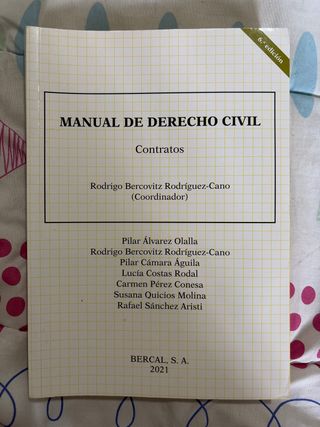 6.ª edición
MANUAL DE DERECHO CIVIL
Contratos
Rodrigo Bercovitz Rodríguez-Cano
(Coordinador)
Pilar Álvarez Olalla
Rodrigo Bercovitz Rodríguez-Cano
Pilar Cámara Águila
Lucía Costas Rodal
Carmen Pérez Conesa
Susana Quicios Molina
Rafael Sánchez Aristi
BERCAL, S. A.
2021